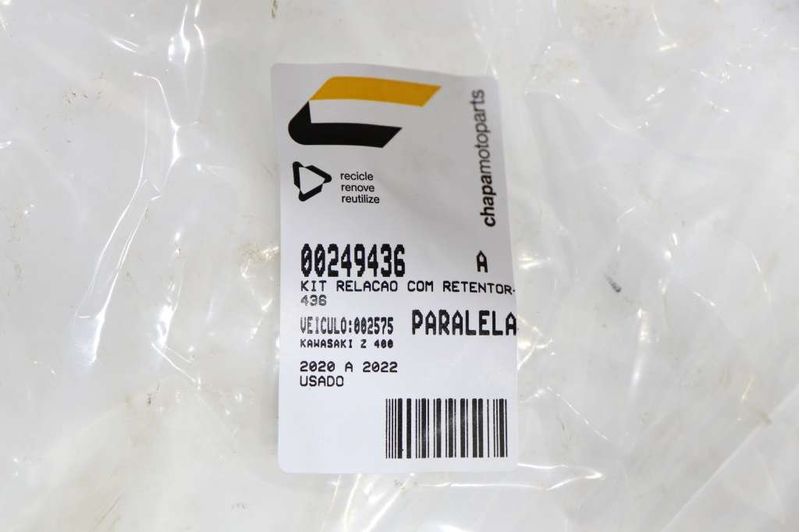 recicle
renove
reutilize
chapamotoparts
00249436 A
KIT RELACAO COM RETENTOR-
436
VEICULO:002575 PARALELA
KAWASAKI Z 400
2020 A 2022
USADO